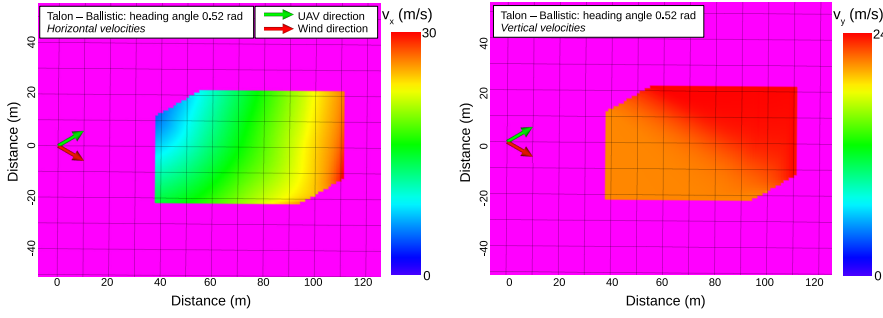 Talon – Ballistic: heading angle 0.52 rad
Horizontal velocities
UAV direction
Wind direction
vx (m/s)
30
0
Distance (m)
40
20
0
-20
-40
0
20
40
60
80
100
120
Distance (m)
Talon – Ballistic: heading angle 0.52 rad
Vertical velocities
vy (m/s)
24
0
Distance (m)
40
20
0
-20
-40
0
20
40
60
80
100
120
Distance (m)